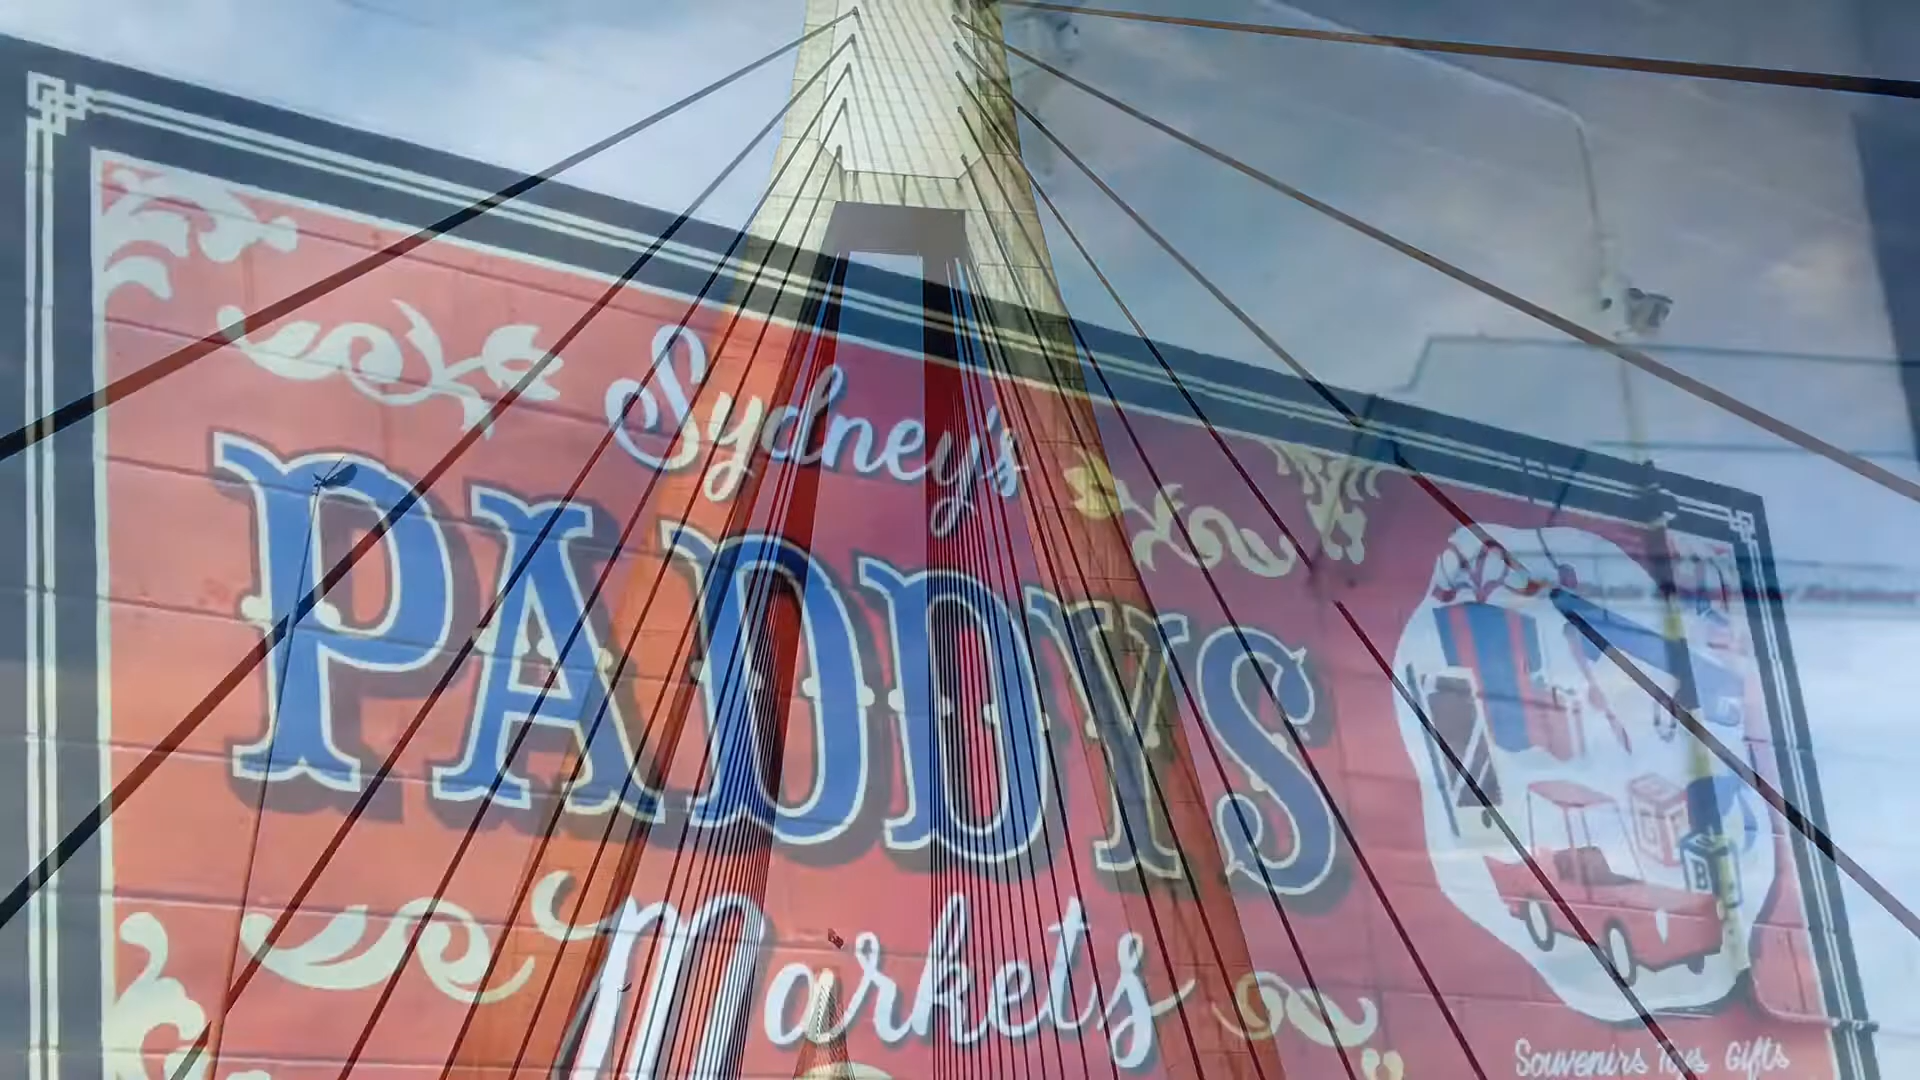 Sydney's
PADDYS
Markets
Souvenirs Toys Gifts
B